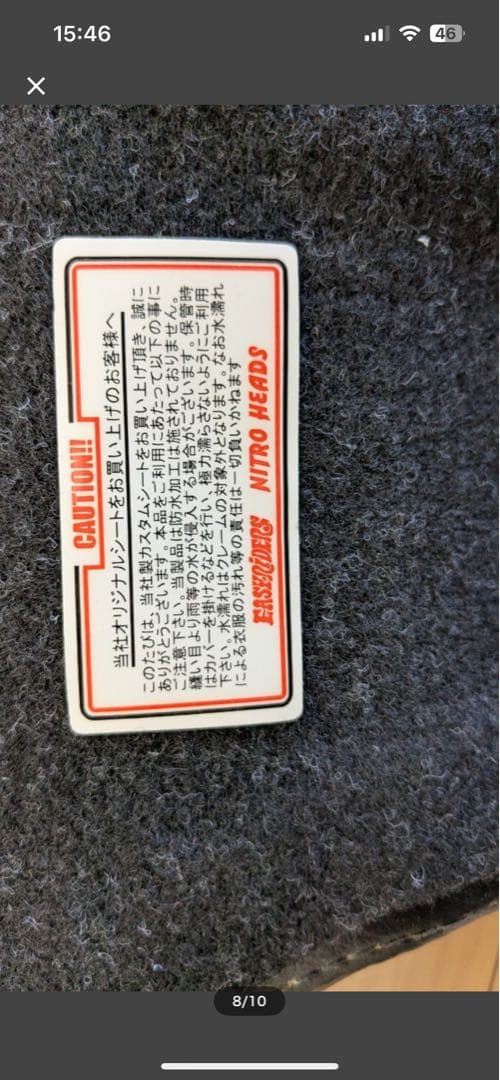 15:46
46
CAUTION!!
当社オリジナルシートをお買い上げのお客様へ
このたびは、当社製カスタムシートをお買い上げ頂き、誠に
ありがとうございます。本品をご利用にあたって以下の事に
ご注意下さい。当製品は防水加工は施されておりません。
縫い目より雨等の水が侵入する場合がございます。保管時
はカバーを掛けるなどを行い、極力濡らさないようにご利用
下さい。水濡れはクレームの対象外となります。なお水濡れ
による衣服の汚れ等の責任は一切負いかねます
EASYRIDERS NITRO HEADS
8/10